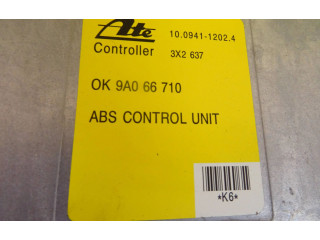 Ate 10.0941-1202.4
Controller 3X2 637
OK 9A0 66 710
ABS CONTROL UNIT
*K6*